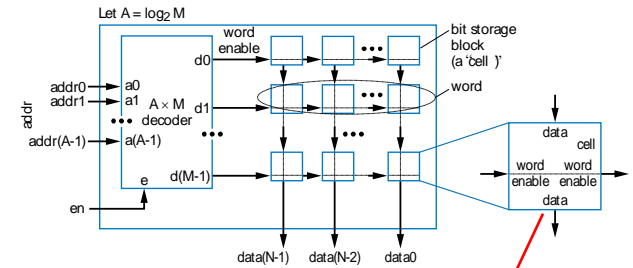 Let A = log2 M
word
enable
bit storage
block
(a “cell”)
word
d0
addr0
addr1
addr
addr(A-1)
a0
a1
a(A-1)
A × M
decoder
d1
d(M-1)
e
en
data(N-1)
data(N-2)
data0
data
cell
word
enable
word
enable
data